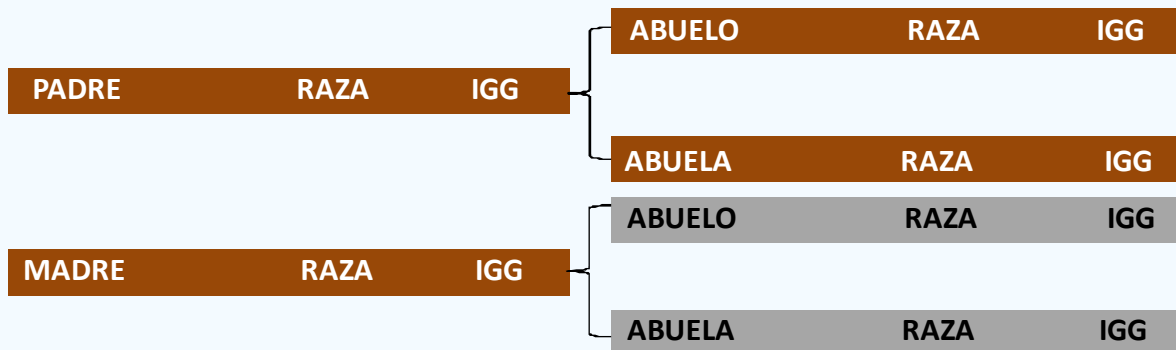 ABUELO RAZA IGG
PADRE RAZA IGG
ABUELA RAZA IGG
ABUELO RAZA IGG
MADRE RAZA IGG
ABUELA RAZA IGG